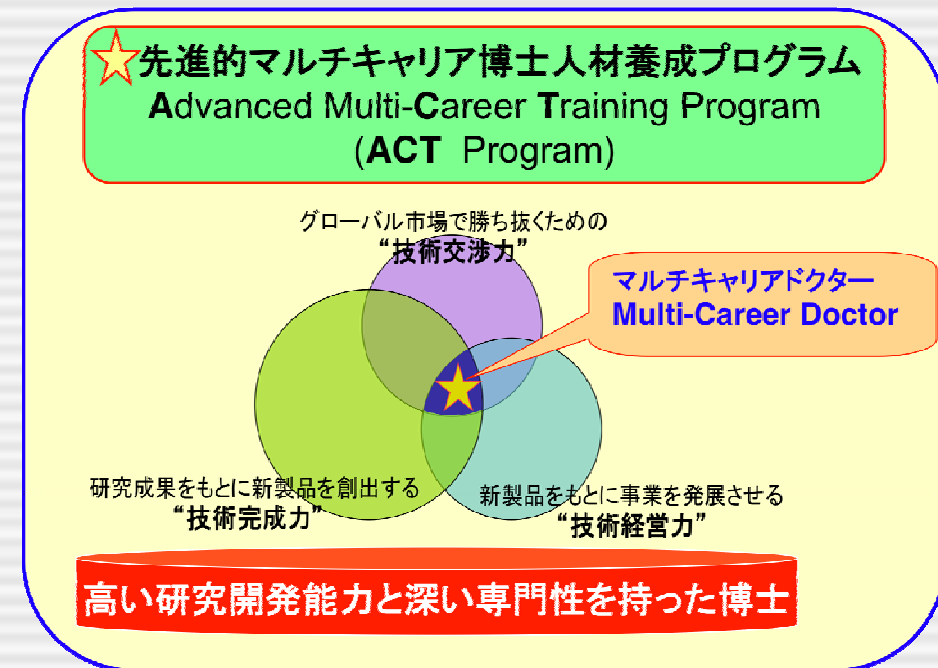 先進的マルチキャリア博士人材養成プログラム
Advanced Multi-Career Training Program
(ACT Program)
グローバル市場で勝ち抜くための
“技術交渉力”
マルチキャリアドクター
Multi-Career Doctor
研究成果をもとに新製品を創出する
“技術完成力”
新製品をもとに事業を発展させる
“技術経営力”
高い研究開発能力と深い専門性を持った博士